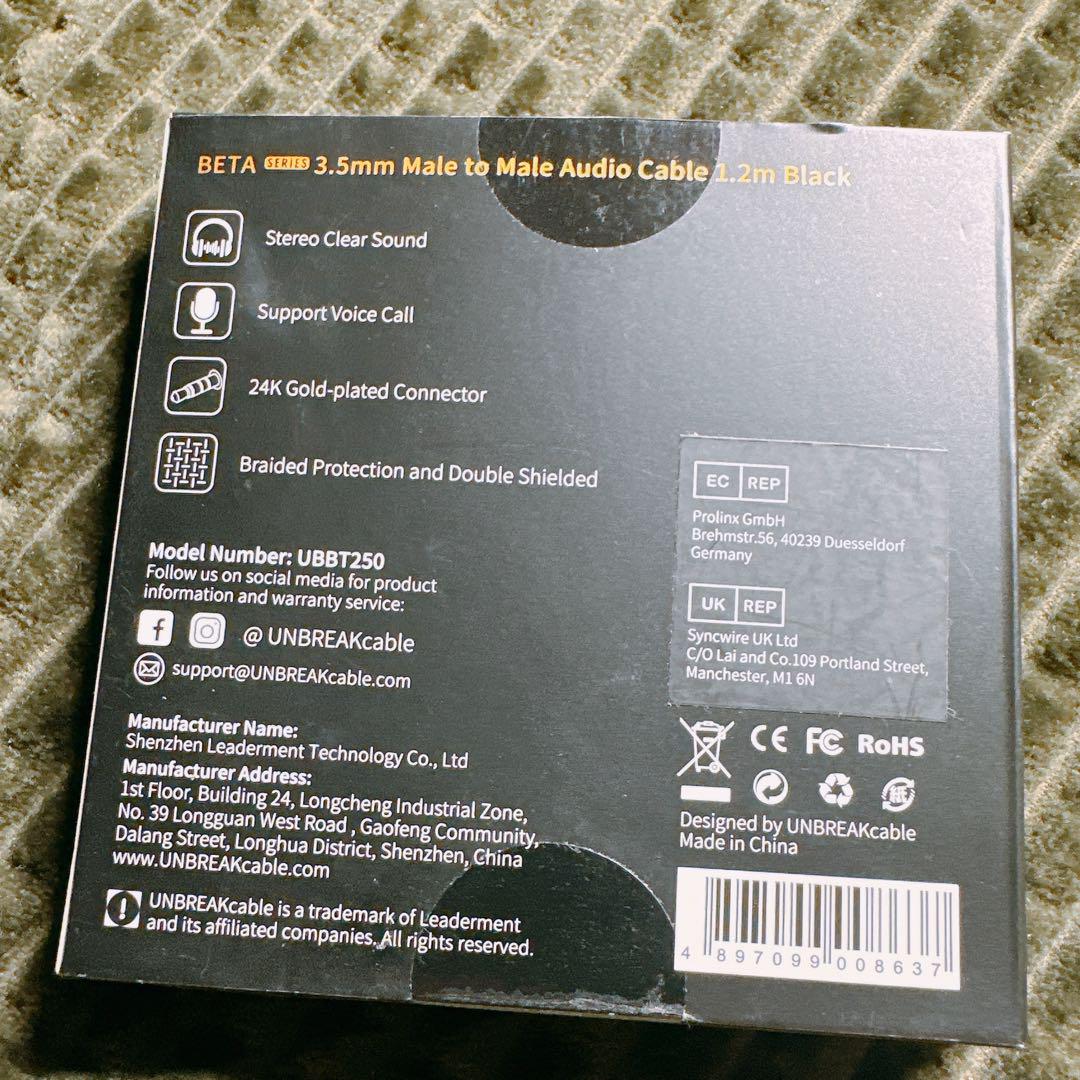 BETA SERIES 3.5mm Male to Male Audio Cable 1.2m Black
Stereo Clear Sound
Support Voice Call
24K Gold-plated Connector
Braided Protection and Double Shielded
Model Number: UBBT250
Follow us on social media for product
information and warranty service:
@ UNBREAKcable
support@UNBREAKcable.com
Manufacturer Name:
Shenzhen Leaderment Technology Co., Ltd
Manufacturer Address:
1st Floor, Building 24, Longcheng Industrial Zone,
No. 39 Longguan West Road , Gaofeng Community,
Dalang Street, Longhua District, Shenzhen, China
www.UNBREAKcable.com
UNBREAKcable is a trademark of Leaderment
and its affiliated companies. All rights reserved.
EC REP
Prolinx GmbH
Brehmstr.56, 40239 Duesseldorf
Germany
UK REP
Syncwire UK Ltd
C/O Lai and Co.109 Portland Street,
Manchester, M1 6N
CE FC RoHS
紙
Designed by UNBREAKcable
Made in China
4 897099 008637